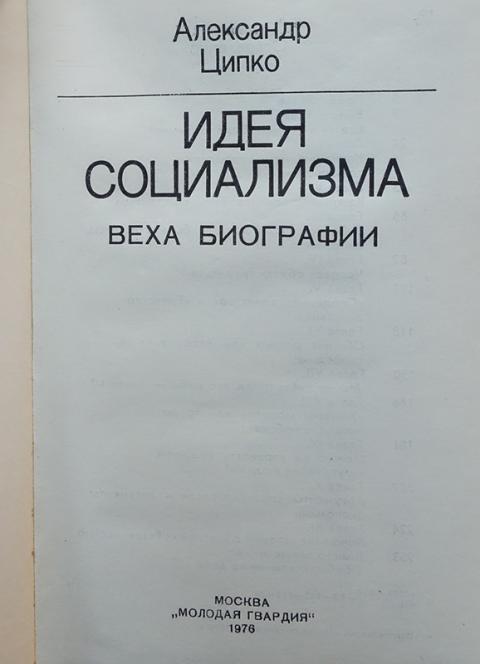 Александр
Ципко
ИДЕЯ
СОЦИАЛИЗМА
ВЕХА БИОГРАФИИ
МОСКВА
„МОЛОДАЯ ГВАРДИЯ“
1976